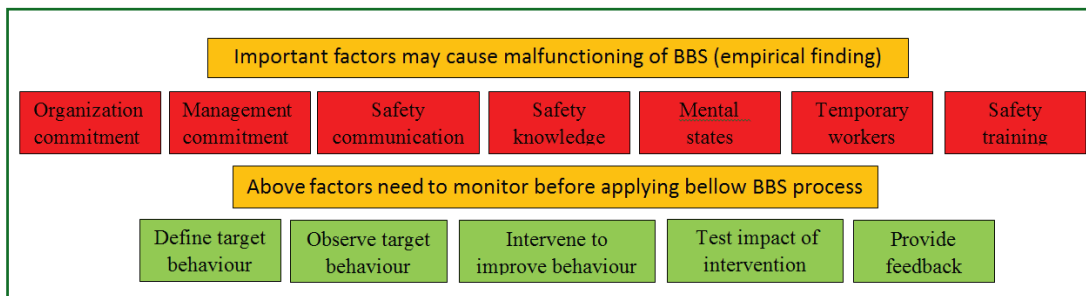 Important factors may cause malfunctioning of BBS (empirical finding)
Organization
commitment
Management
commitment
Safety
communication
Safety
knowledge
Mental
states
Temporary
workers
Safety
training
Above factors need to monitor before applying bellow BBS process
Define target
behaviour
Observe target
behaviour
Intervene to
improve behaviour
Test impact of
intervention
Provide
feedback